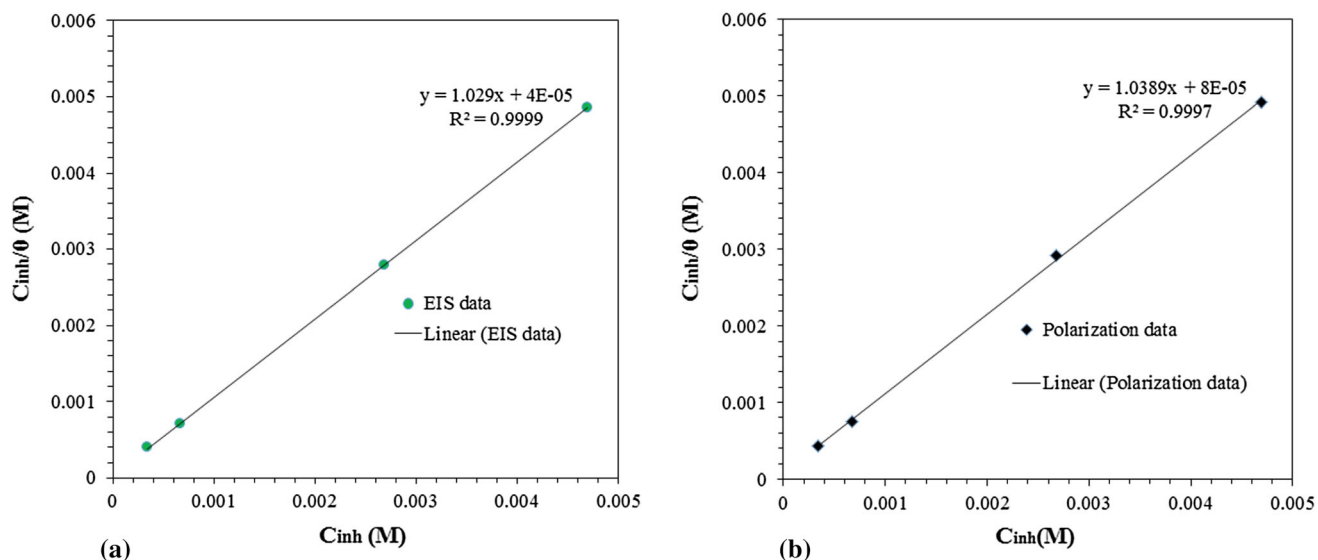 0.006
0.005
0.004
0.003
0.002
0.001
0
Cinh/θ (M)
y = 1.029x + 4E-05
R² = 0.9999
EIS data
Linear (EIS data)
0 0.001 0.002 0.003 0.004 0.005
Cinh (M)
(a)
0.006
0.005
0.004
0.003
0.002
0.001
0
Cinh/θ (M)
y = 1.0389x + 8E-05
R² = 0.9997
Polarization data
Linear (Polarization data)
0 0.001 0.002 0.003 0.004 0.005
Cinh(M)
(b)